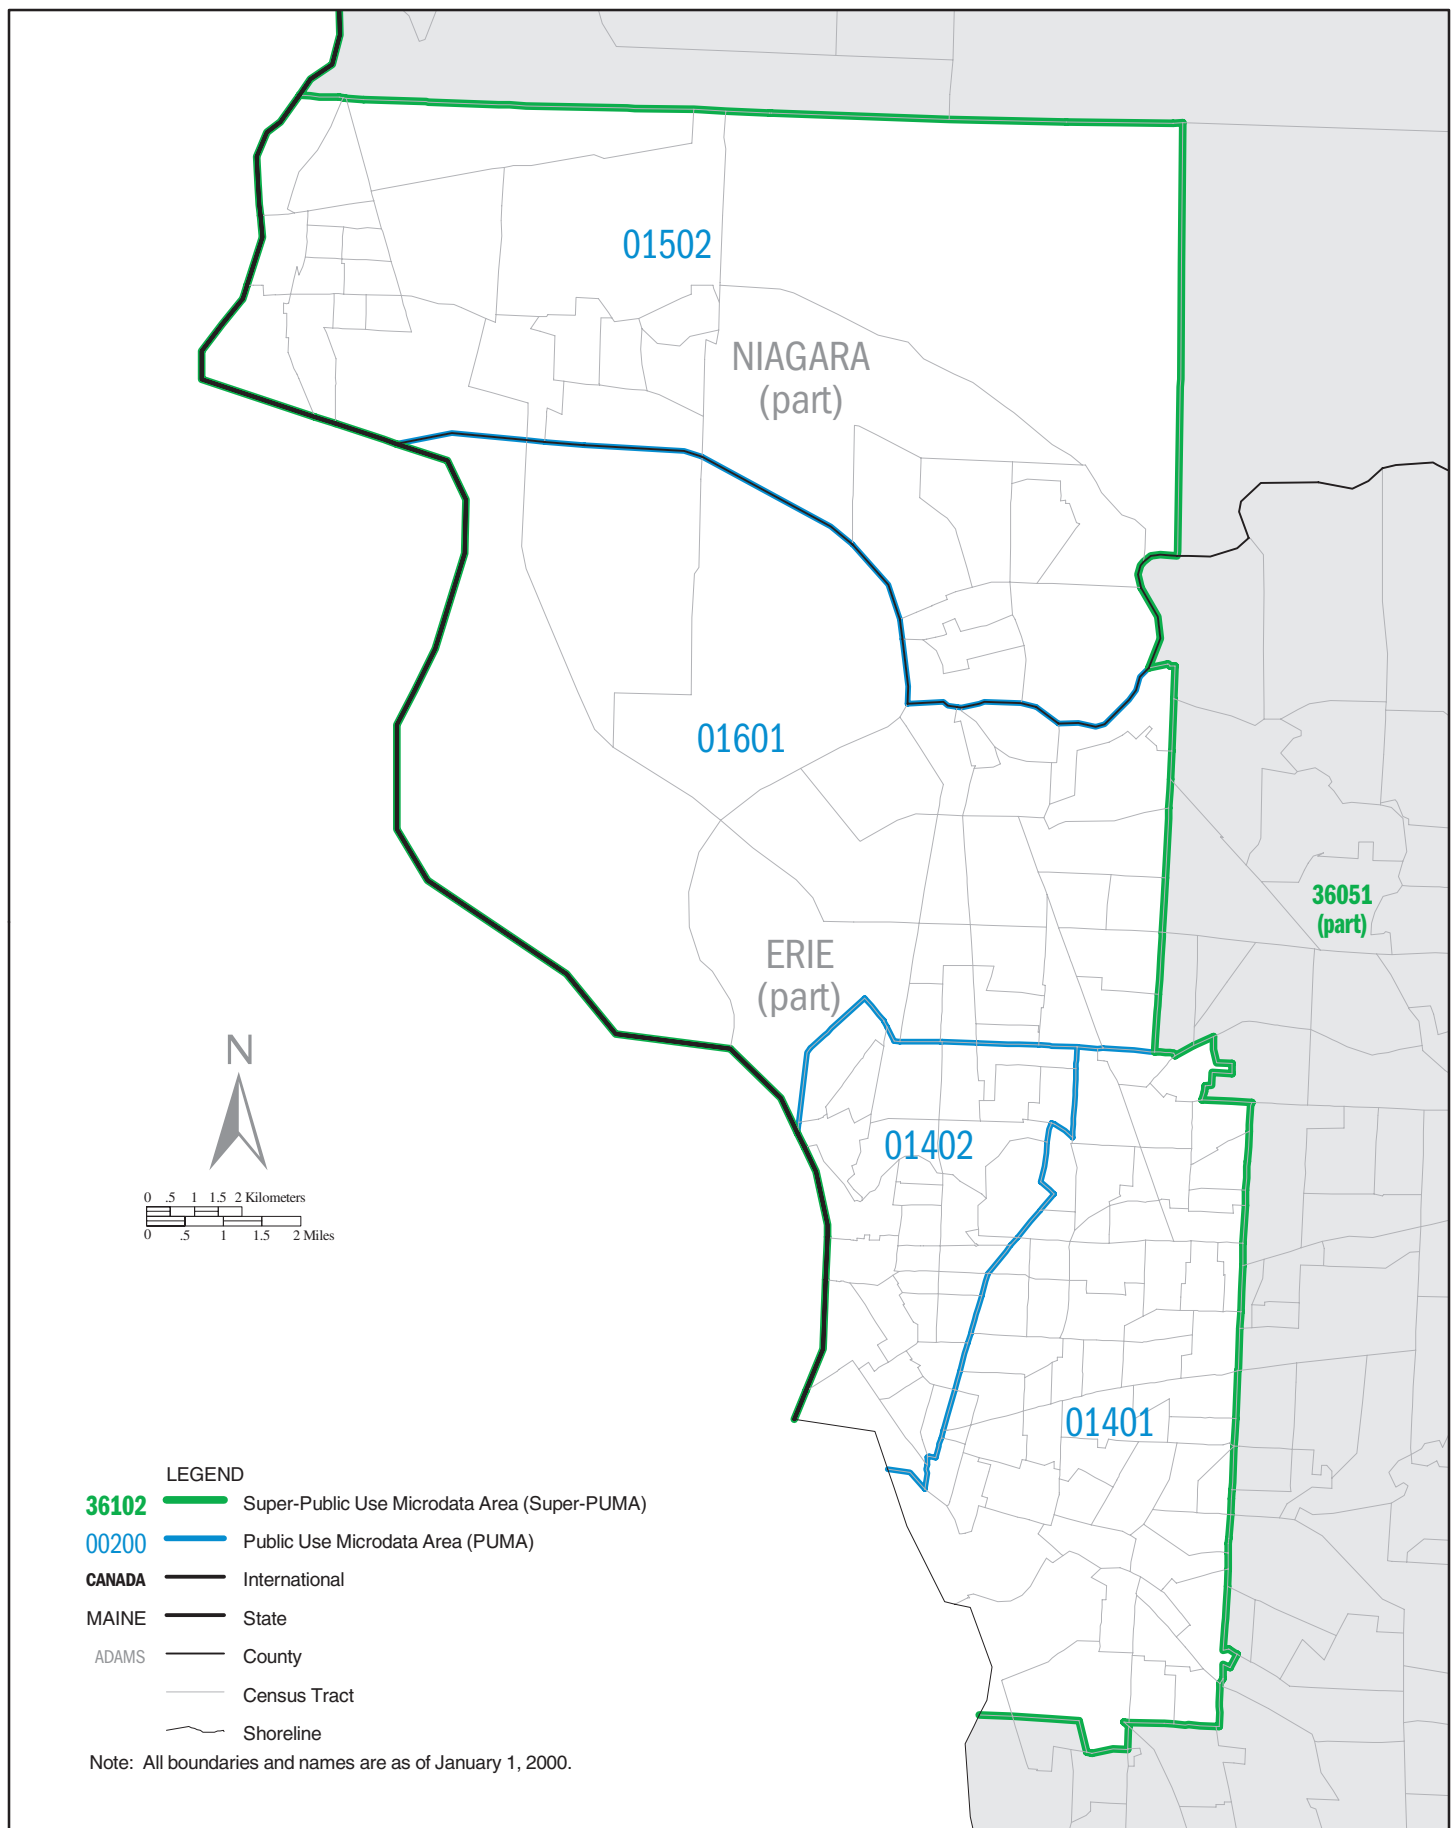 01502
NIAGARA
(part)
01601
36051
(part)
ERIE
(part)
N
01402
0 .5 1 1.5 2 Kilometers
0 .5 1 1.5 2 Miles
01401
LEGEND
36102 Super-Public Use Microdata Area (Super-PUMA)
00200 Public Use Microdata Area (PUMA)
CANADA International
MAINE State
ADAMS County
Census Tract
Shoreline
Note: All boundaries and names are as of January 1, 2000.